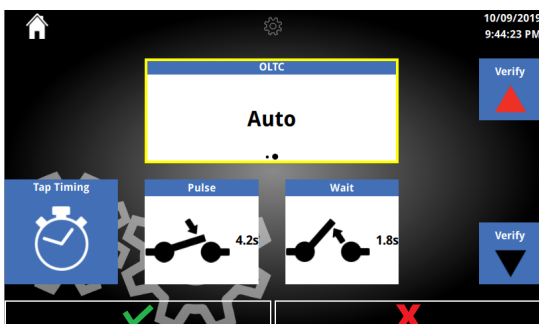 10/09/2019
9:44:23 PM
OLTC
Verify
Auto
Tap Timing
Pulse
Wait
4.2s
1.8s
Verify